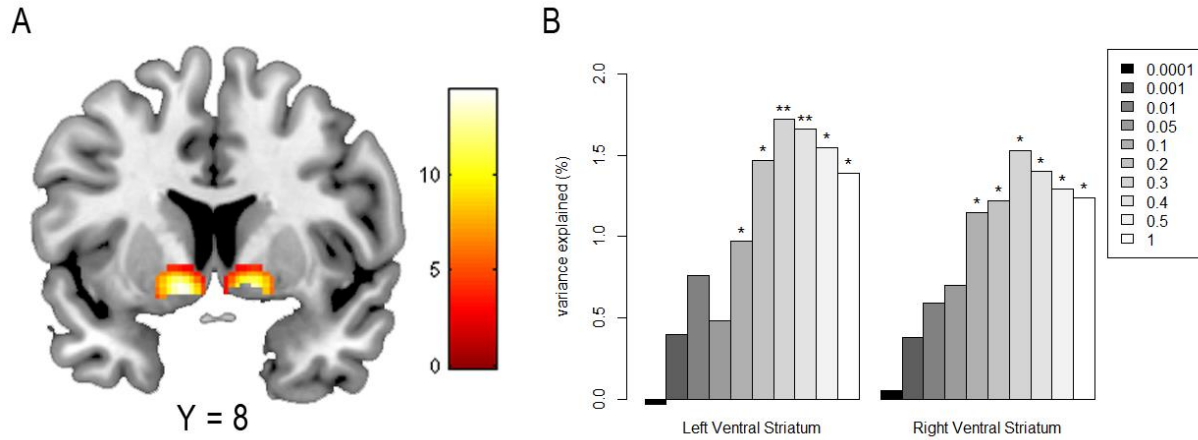 A
10
5
0
Y = 8
B
variance explained (%)
2.0
1.5
1.0
0.5
0.0
* * ** ** * *
* * * * * *
Left Ventral Striatum
Right Ventral Striatum
0.0001
0.001
0.01
0.05
0.1
0.2
0.3
0.4
0.5
1